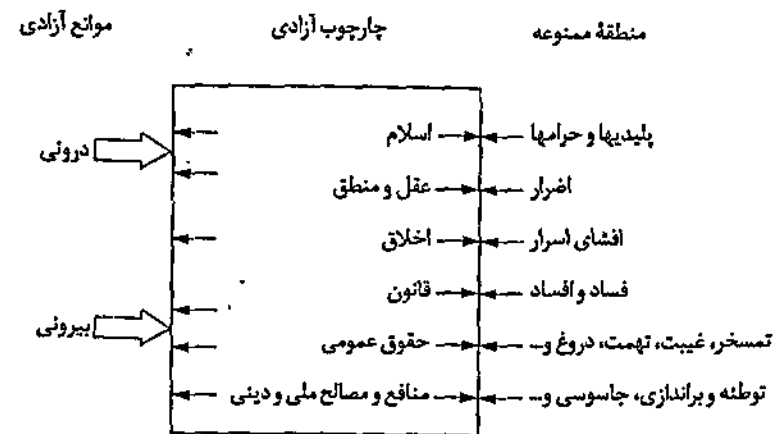 منطقهٔ ممنوعه
چارچوب آزادی
موانع آزادی
پلیدیها و حرامها
اسلام
درونی
اضرار
عقل و منطق
افشای اسرار
اخلاق
فساد و افساد
قانون
بیرونی
تمسخر، غیبت، تهمت، دروغ و...
حقوق عمومی
توطئه و براندازی، جاسوسی و...
منافع و مصالح ملی و دینی